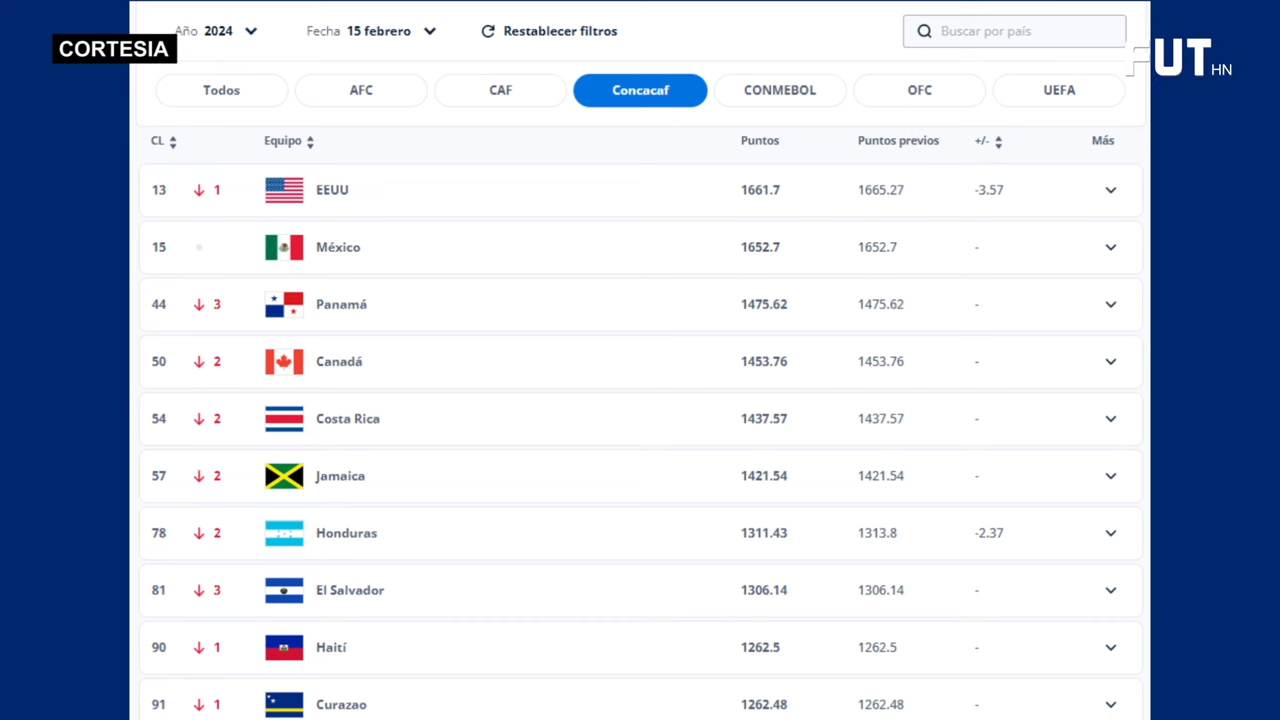 Año 2024 Fecha 15 febrero Restablecer filtros Buscar por país
CORTESIA
UT HN
Todos AFC CAF Concacaf CONMEBOL OFC UEFA
CL Equipo Puntos Puntos previos +/- Más
13 1 EEUU 1661.7 1665.27 -3.57
15 México 1652.7 1652.7 -
44 3 Panamá 1475.62 1475.62 -
50 2 Canadá 1453.76 1453.76 -
54 2 Costa Rica 1437.57 1437.57 -
57 2 Jamaica 1421.54 1421.54 -
78 2 Honduras 1311.43 1313.8 -2.37
81 3 El Salvador 1306.14 1306.14 -
90 1 Haití 1262.5 1262.5 -
91 1 Curazao 1262.48 1262.48 -